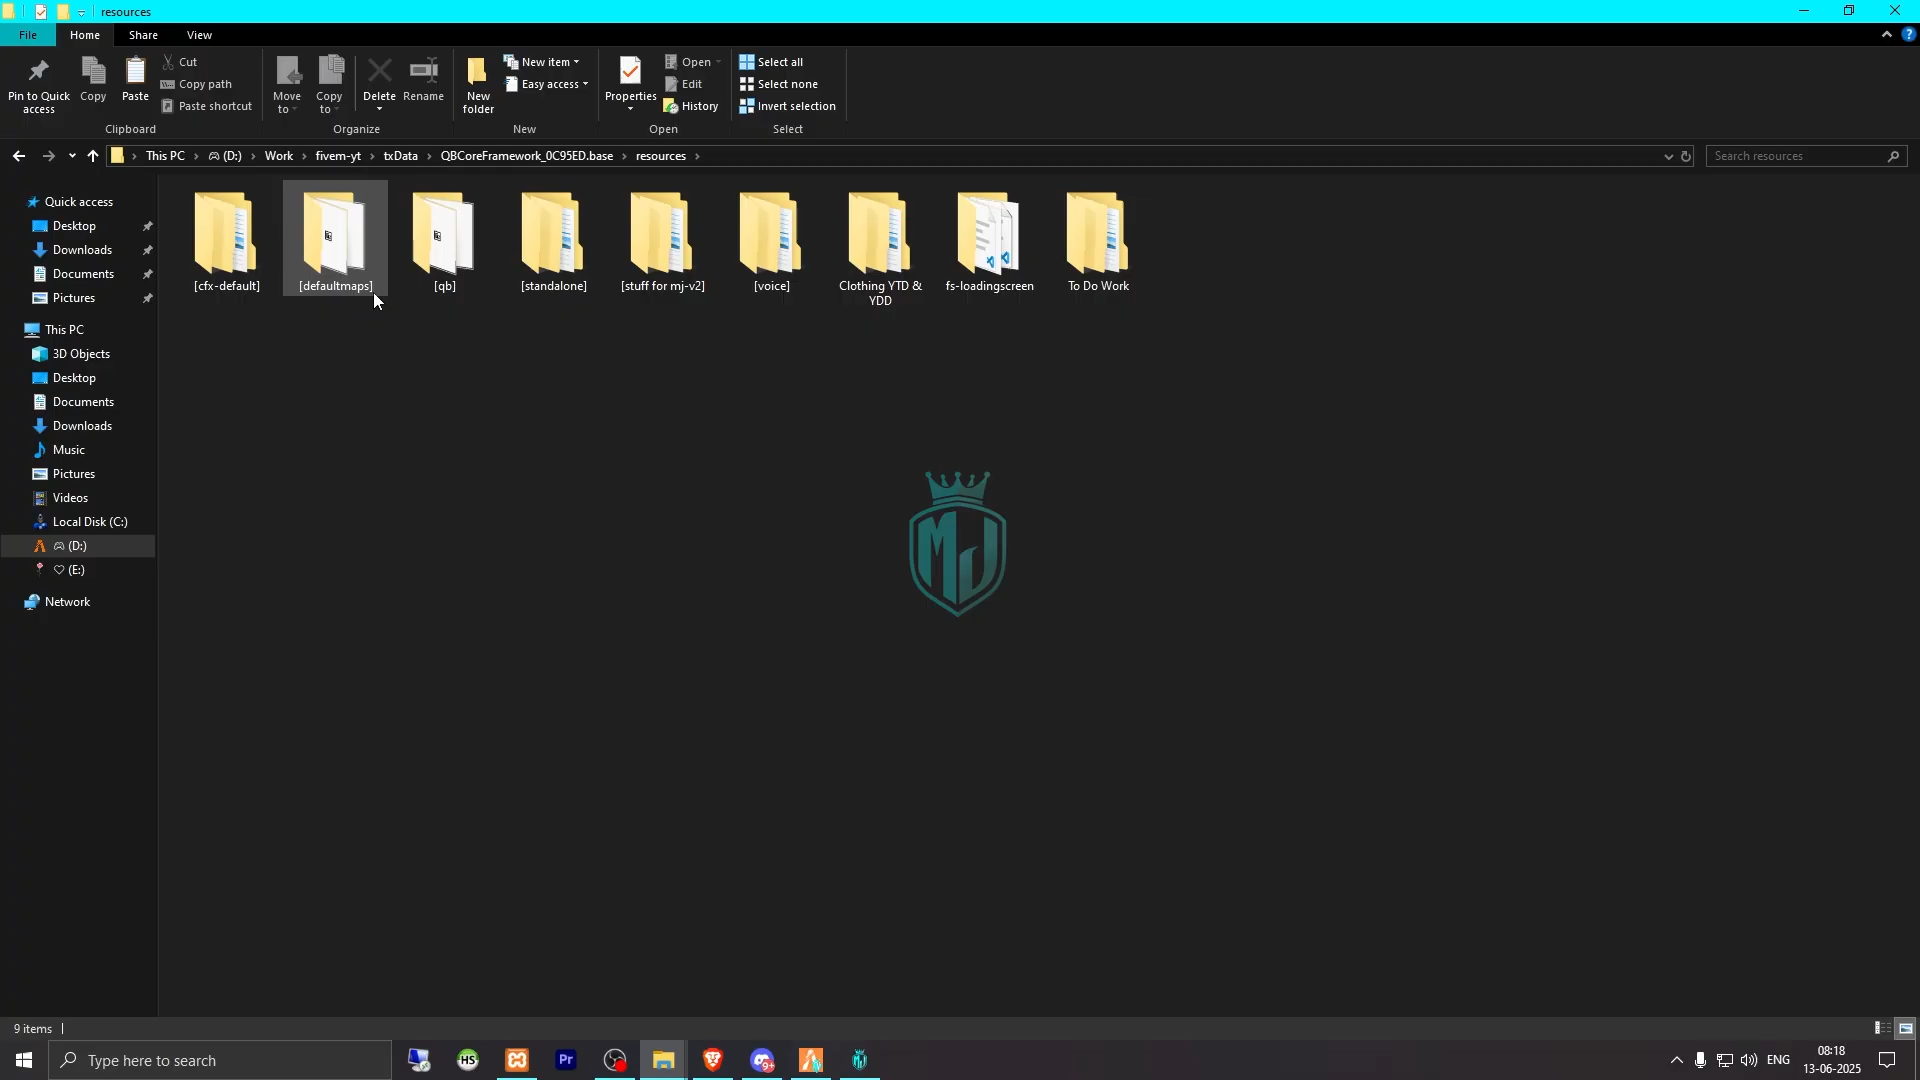 resources
File Home Share View
Pin to Quick access
Copy
Paste
Cut
Copy path
Paste shortcut
Clipboard
Move to
Copy to
Delete
Rename
Organize
New folder
New item
Easy access
New
Properties
Open
Edit
History
Open
Select all
Select none
Invert selection
Select
This PC > (D:) > Work > fivem-yt > txData > QBCoreFramework_0C95ED.base > resources >
Search resources
Quick access
Desktop
Downloads
Documents
Pictures
This PC
3D Objects
Desktop
Documents
Downloads
Music
Pictures
Videos
Local Disk (C:)
(D:)
(E:)
Network
[cfx-default]
[defaultmaps]
[qb]
[standalone]
[stuff for mj-v2]
[voice]
Clothing YTD &
YDD
fs-loadingscreen
To Do Work
MJ
9 items
Type here to search
HS
Pr
9+
ENG
08:18
13-06-2025